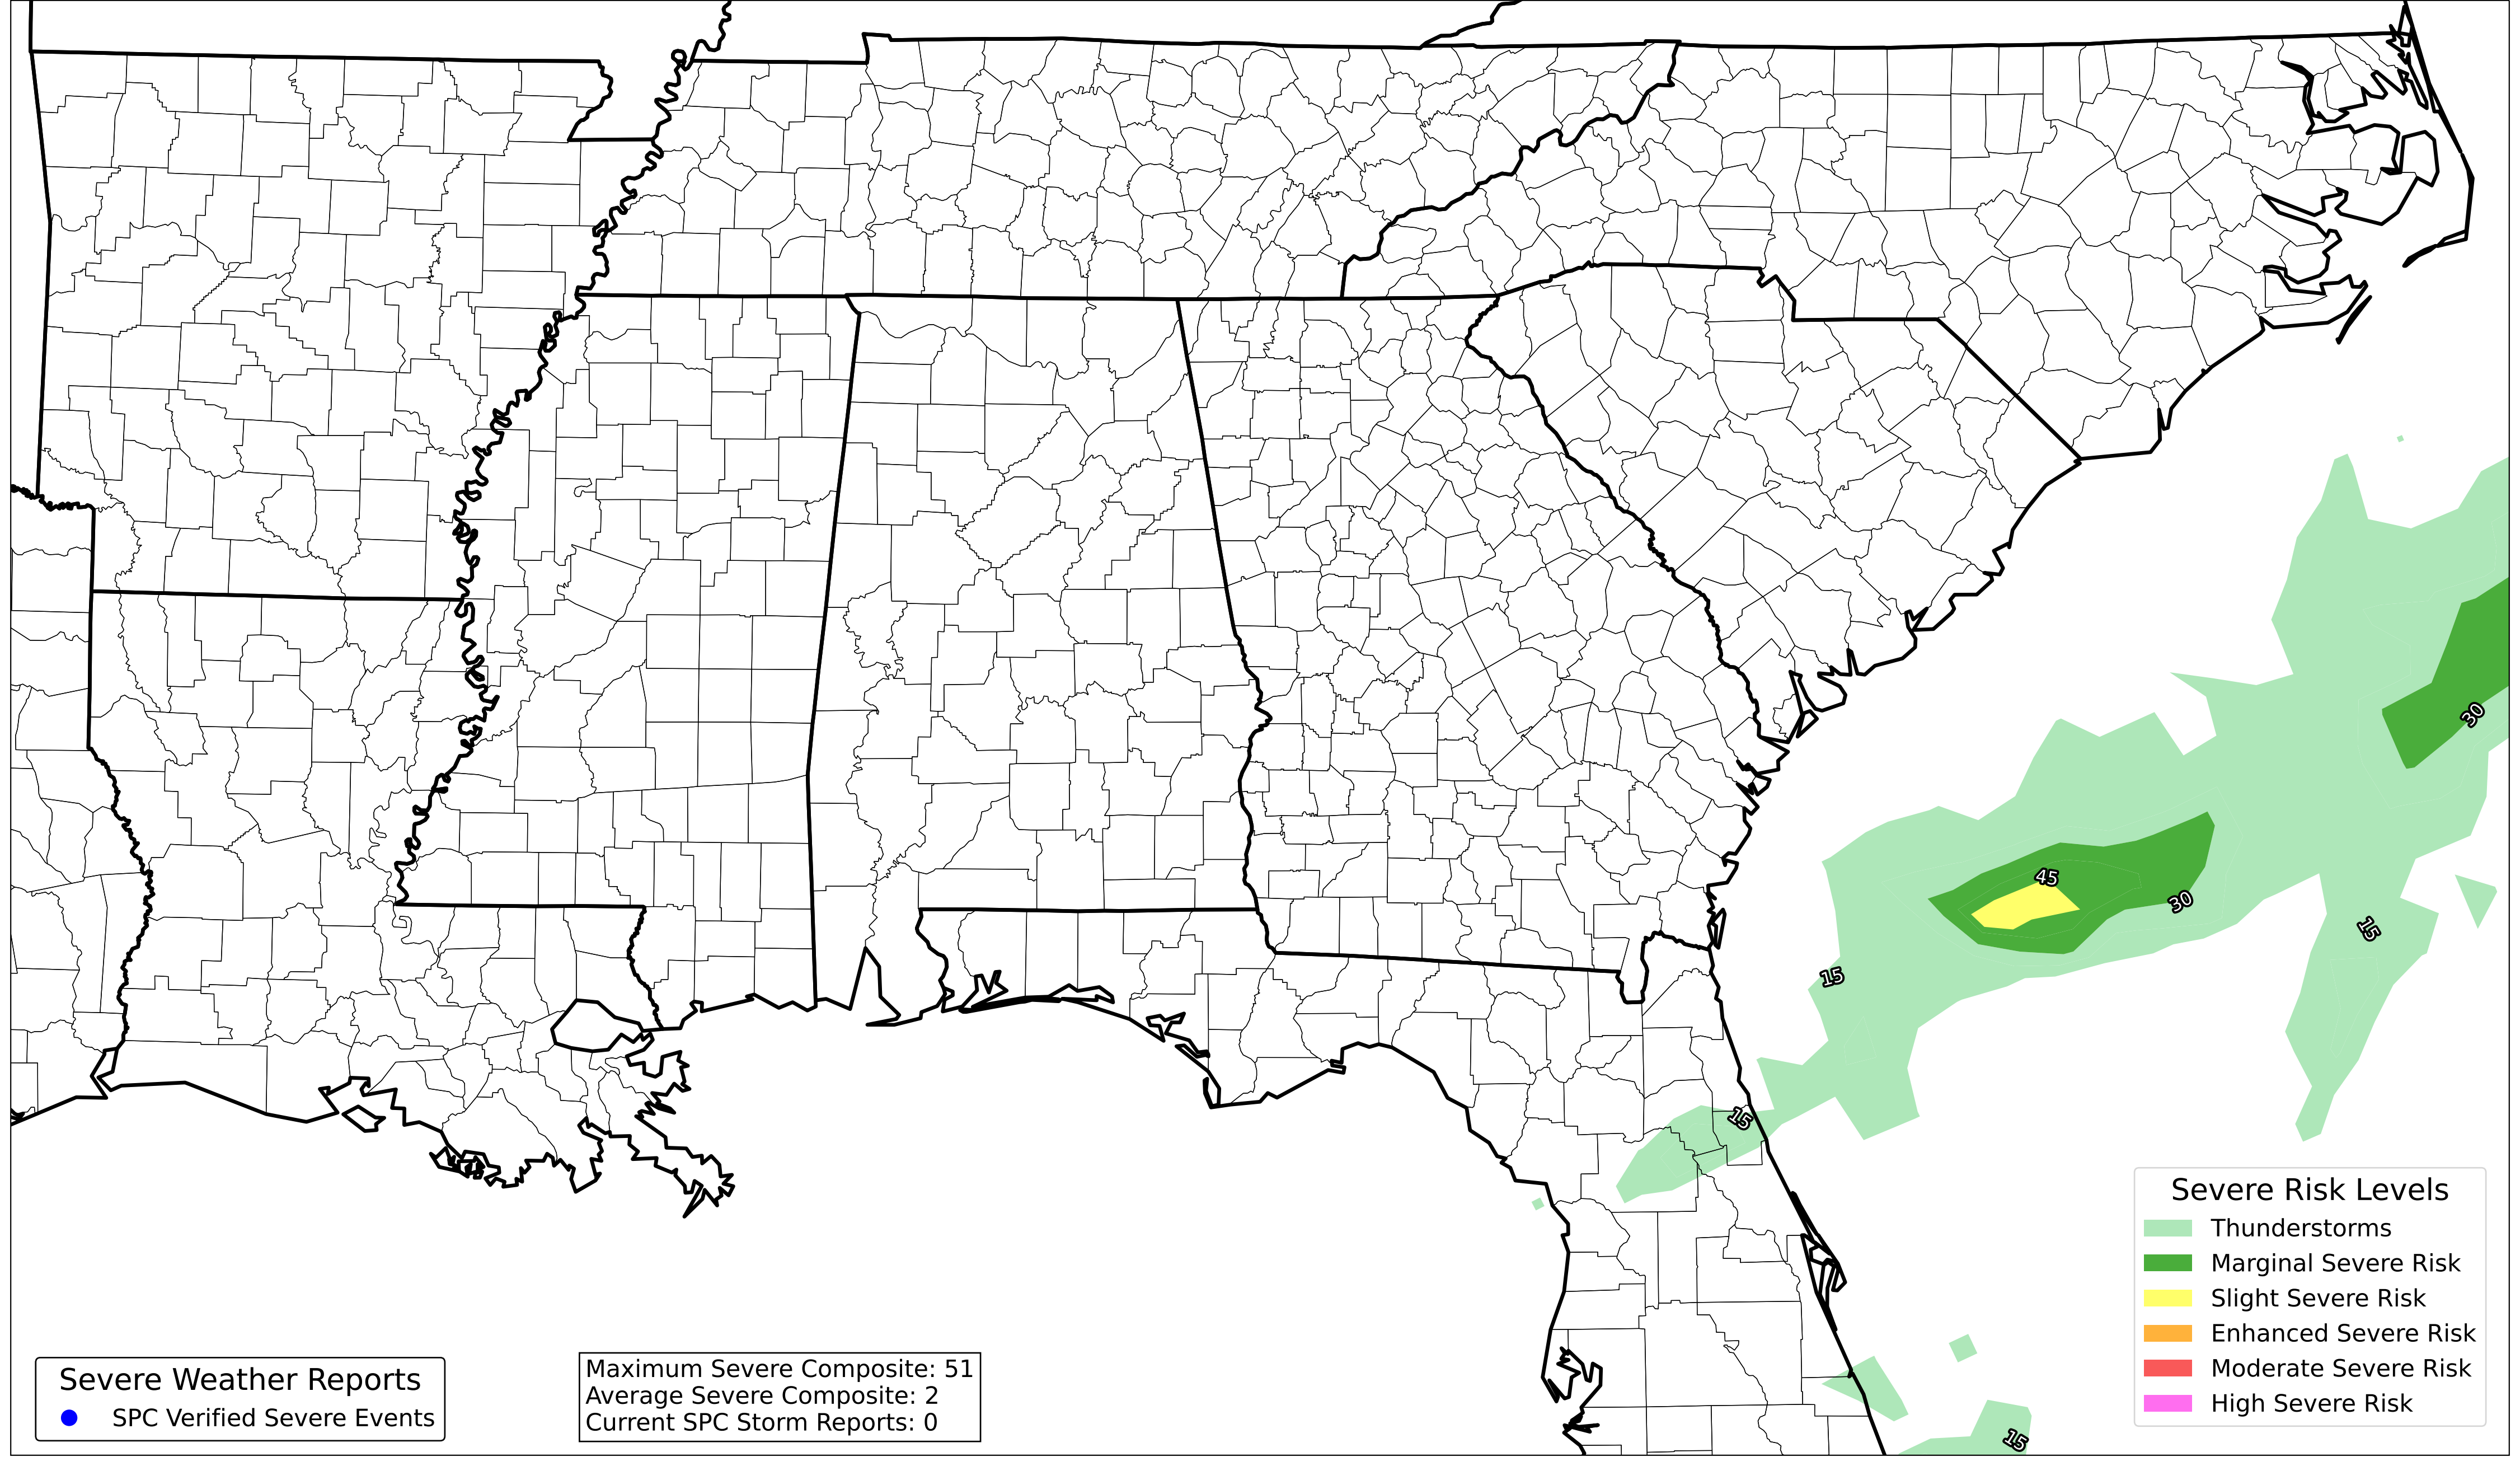 30
45
30
15
15
15
15
Severe Risk Levels
Thunderstorms
Marginal Severe Risk
Slight Severe Risk
Enhanced Severe Risk
Moderate Severe Risk
High Severe Risk
Severe Weather Reports
SPC Verified Severe Events
Maximum Severe Composite: 51
Average Severe Composite: 2
Current SPC Storm Reports: 0